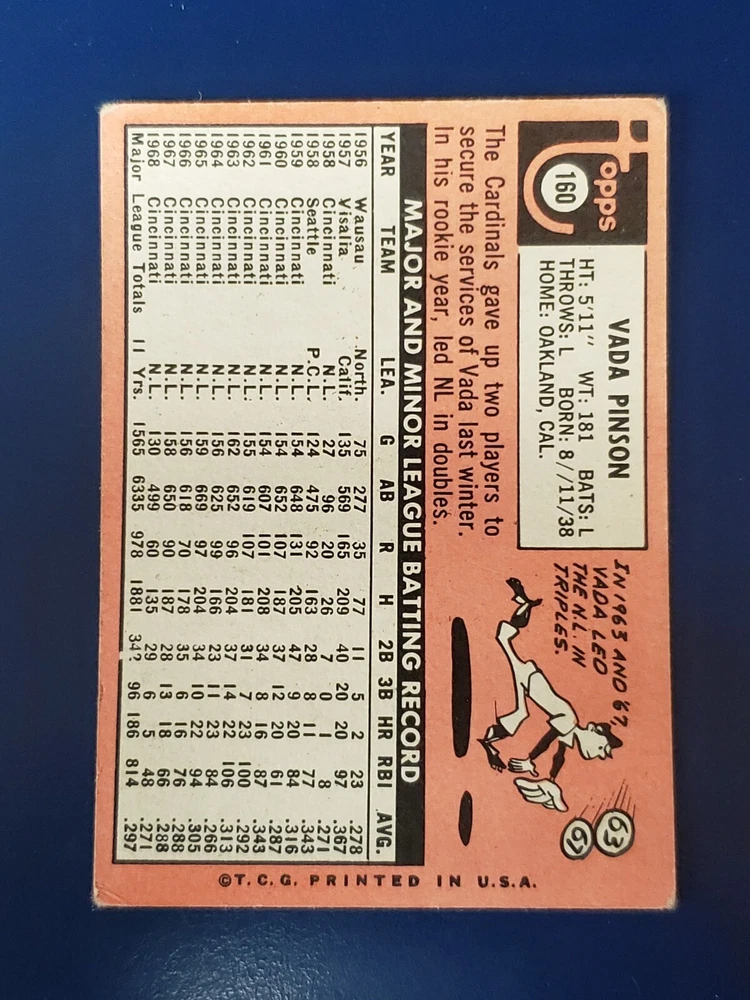 Topps
160
VADA PINSON
HT: 5'11" WT: 181 BATS: L
THROWS: L BORN: 8//11/38
HOME: OAKLAND, CAL.
IN 1963 AND '67,
VADA LED
THE N.L. IN
TRIPLES.
63
67
The Cardinals gave up two players to
secure the services of Vada last winter.
In his rookie year, led NL in doubles.
MAJOR AND MINOR LEAGUE BATTING RECORD
YEAR TEAM LEA. G AB R H 2B 3B HR RBI AVG.
1956 Wausau North. 75 277 35 77 11 5 2 23 .278
1957 Visalia Calif. 135 569 165 209 40 20 20 97 .367
1958 Cincinnati N.L. 27 96 20 26 7 0 1 8 .271
1958 Seattle P.C.L. 124 475 92 163 28 8 11 77 .343
1959 Cincinnati N.L. 154 648 131 205 47 9 20 84 .316
1960 Cincinnati N.L. 154 652 107 187 37 12 20 61 .287
1961 Cincinnati N.L. 154 607 101 208 34 8 16 87 .343
1962 Cincinnati N.L. 155 619 107 181 31 7 23 100 .292
1963 Cincinnati N.L. 162 652 96 204 37 14 22 106 .313
1964 Cincinnati N.L. 156 625 99 166 23 11 23 84 .266
1965 Cincinnati N.L. 159 669 97 204 34 10 22 94 .305
1966 Cincinnati N.L. 156 618 70 178 35 6 16 76 .288
1967 Cincinnati N.L. 158 650 90 187 28 13 18 66 .288
1968 Cincinnati N.L. 130 499 60 135 29 6 5 48 .271
Major League Totals 11 Yrs. 1565 6335 978 1881 342 96 186 814 .297
©T.C.G. PRINTED IN U.S.A.